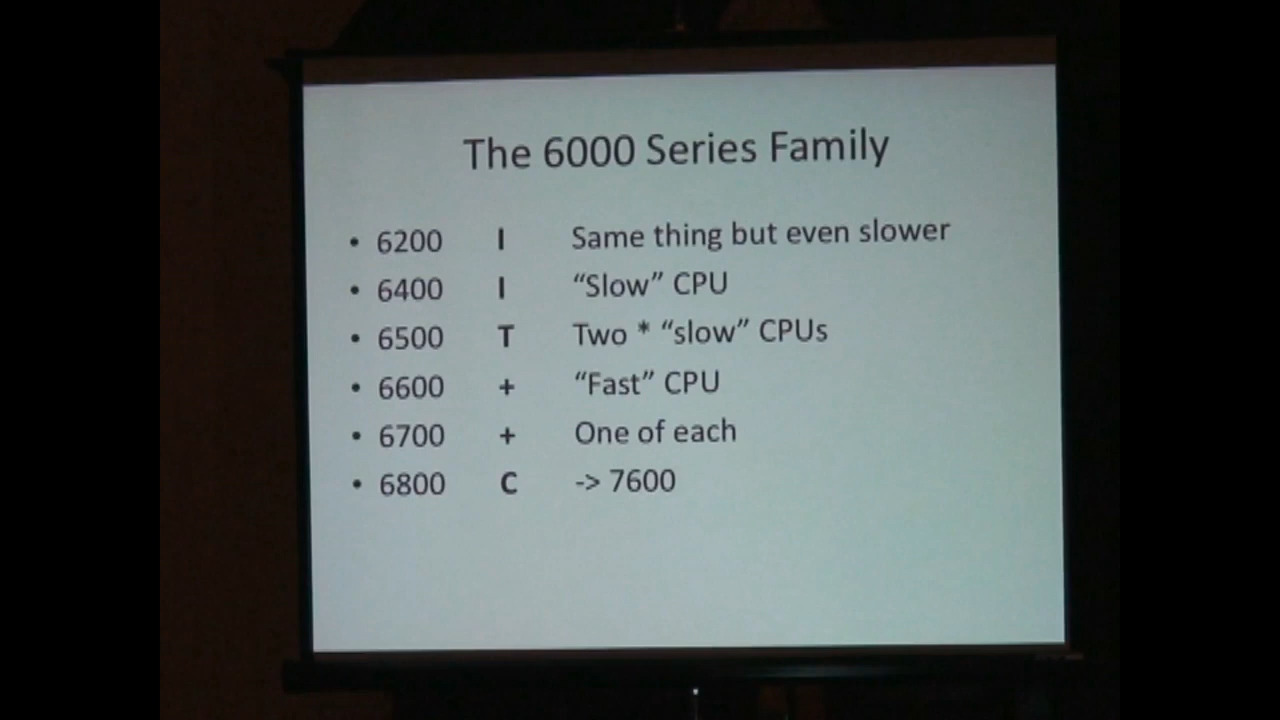 The 6000 Series Family
• 6200 I Same thing but even slower
• 6400 I “Slow” CPU
• 6500 T Two * “slow” CPUs
• 6600 + “Fast” CPU
• 6700 + One of each
• 6800 C -> 7600